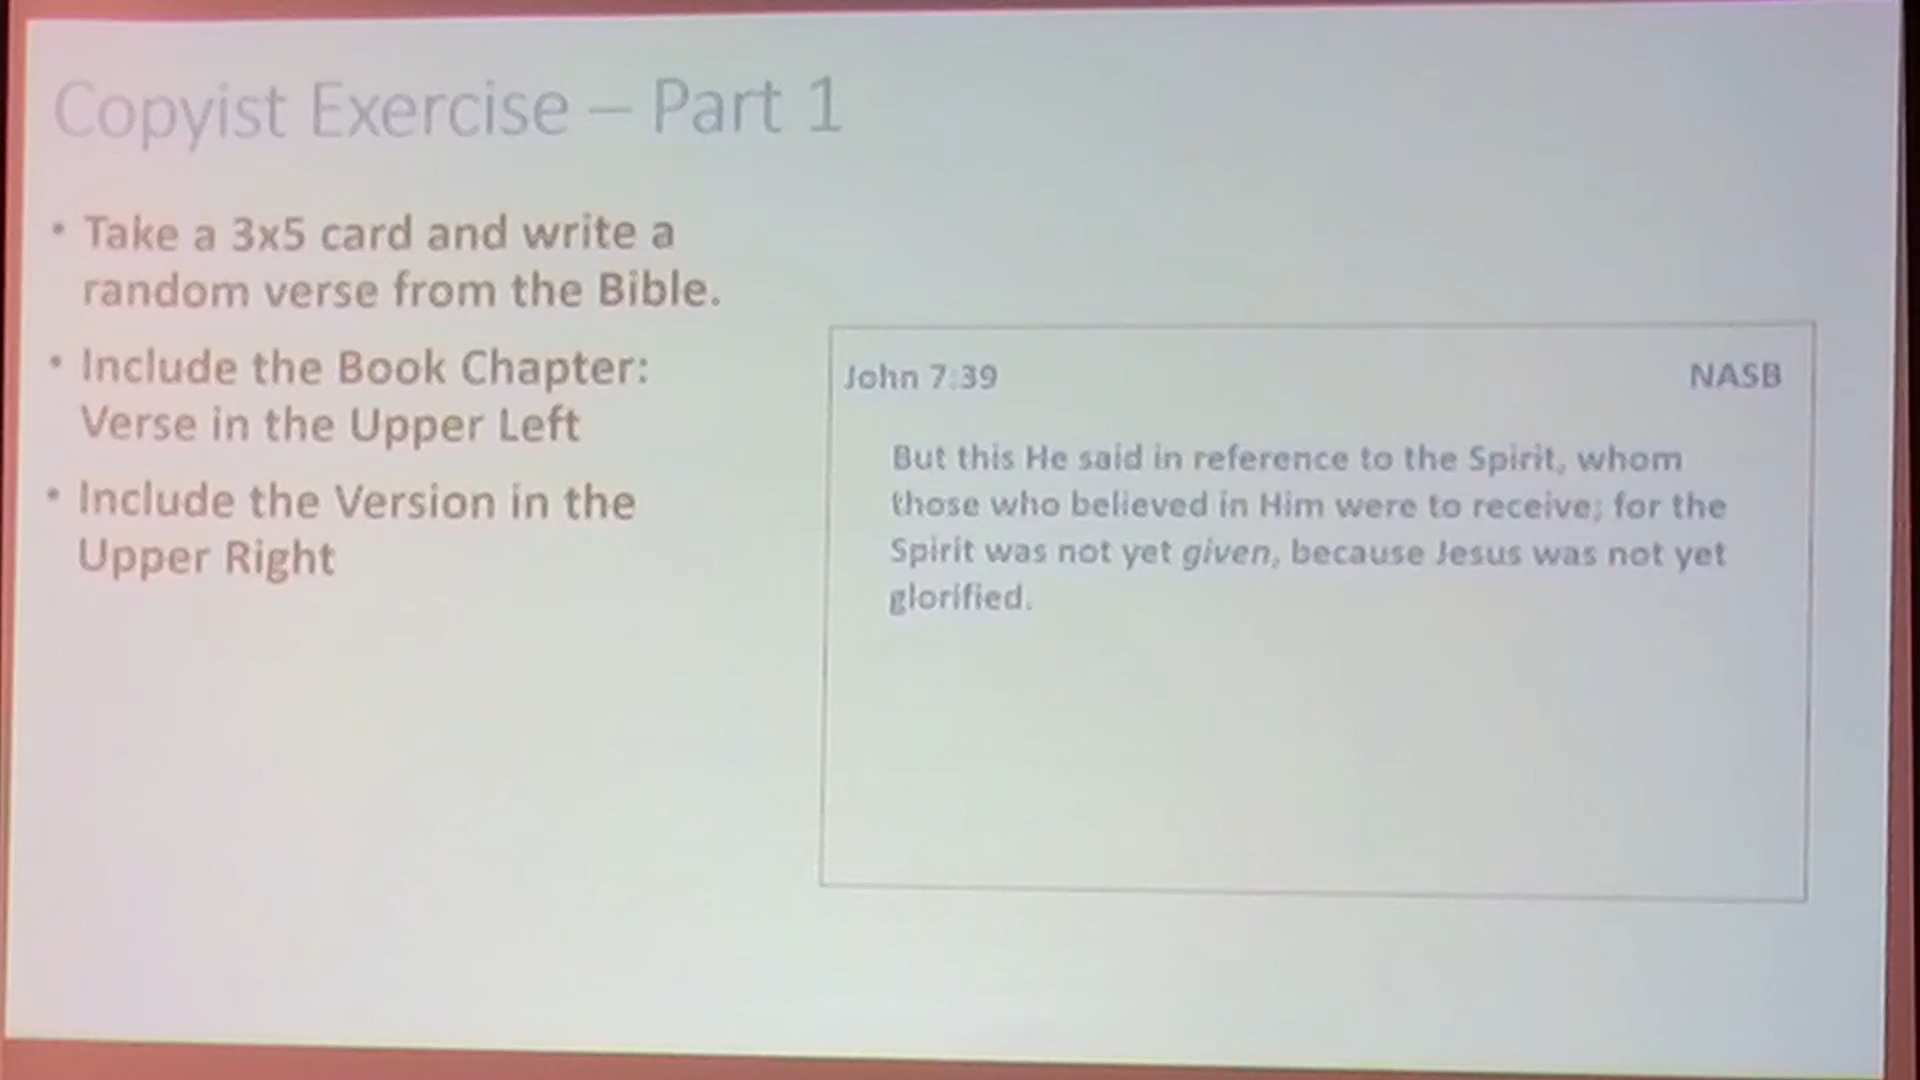 Copyist Exercise – Part 1
• Take a 3x5 card and write a
random verse from the Bible.
• Include the Book Chapter:
Verse in the Upper Left
• Include the Version in the
Upper Right
John 7:39 NASB
But this He said in reference to the Spirit, whom
those who believed in Him were to receive; for the
Spirit was not yet given, because Jesus was not yet
glorified.